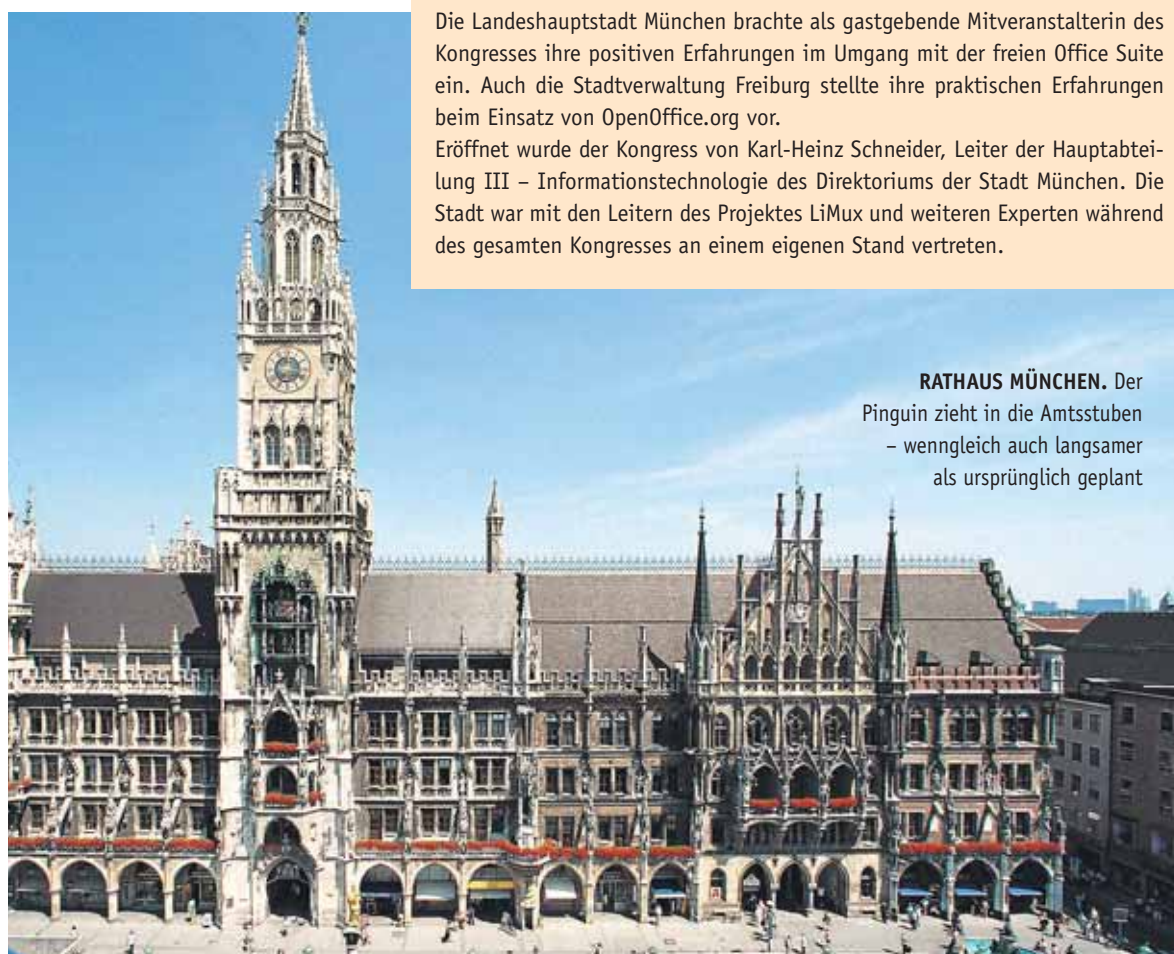 Die Landeshauptstadt München brachte als gastgebende Mitveranstalterin des
Kongresses ihre positiven Erfahrungen im Umgang mit der freien Office Suite
ein. Auch die Stadtverwaltung Freiburg stellte ihre praktischen Erfahrungen
beim Einsatz von OpenOffice.org vor.
Eröffnet wurde der Kongress von Karl-Heinz Schneider, Leiter der Hauptabtei-
lung III – Informationstechnologie des Direktoriums der Stadt München. Die
Stadt war mit den Leitern des Projektes LiMux und weiteren Experten während
des gesamten Kongresses an einem eigenen Stand vertreten.
RATHAUS MÜNCHEN. Der
Pinguin zieht in die Amtsstuben
– wenngleich auch langsamer
als ursprünglich geplant